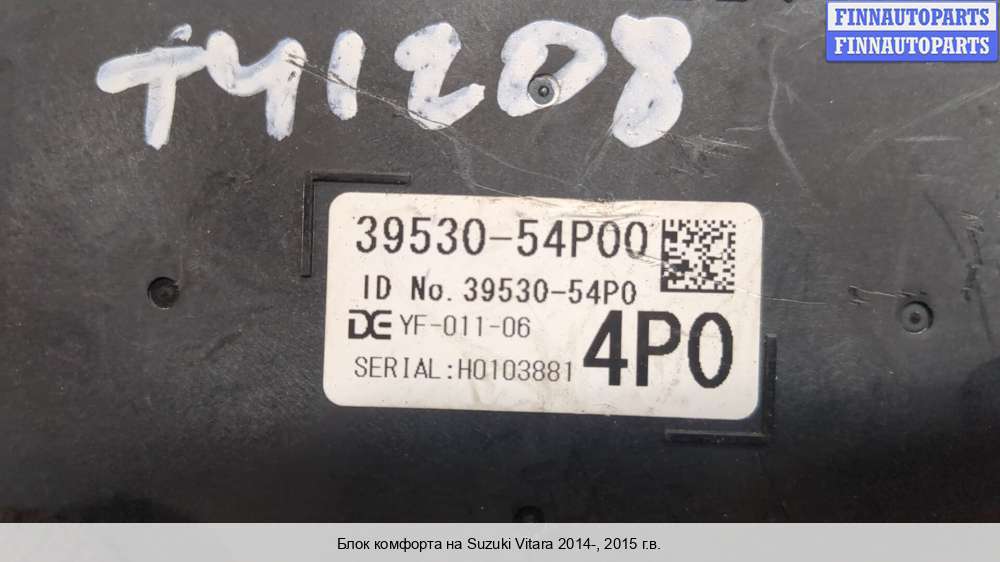 FINNAUTOPARTS
FINNAUTOPARTS
T41208
39530-54P00
ID No. 39530-54P0
DE YF-011-06
4P0
SERIAL:H0103881
Блок комфорта на Suzuki Vitara 2014-, 2015 г.в.